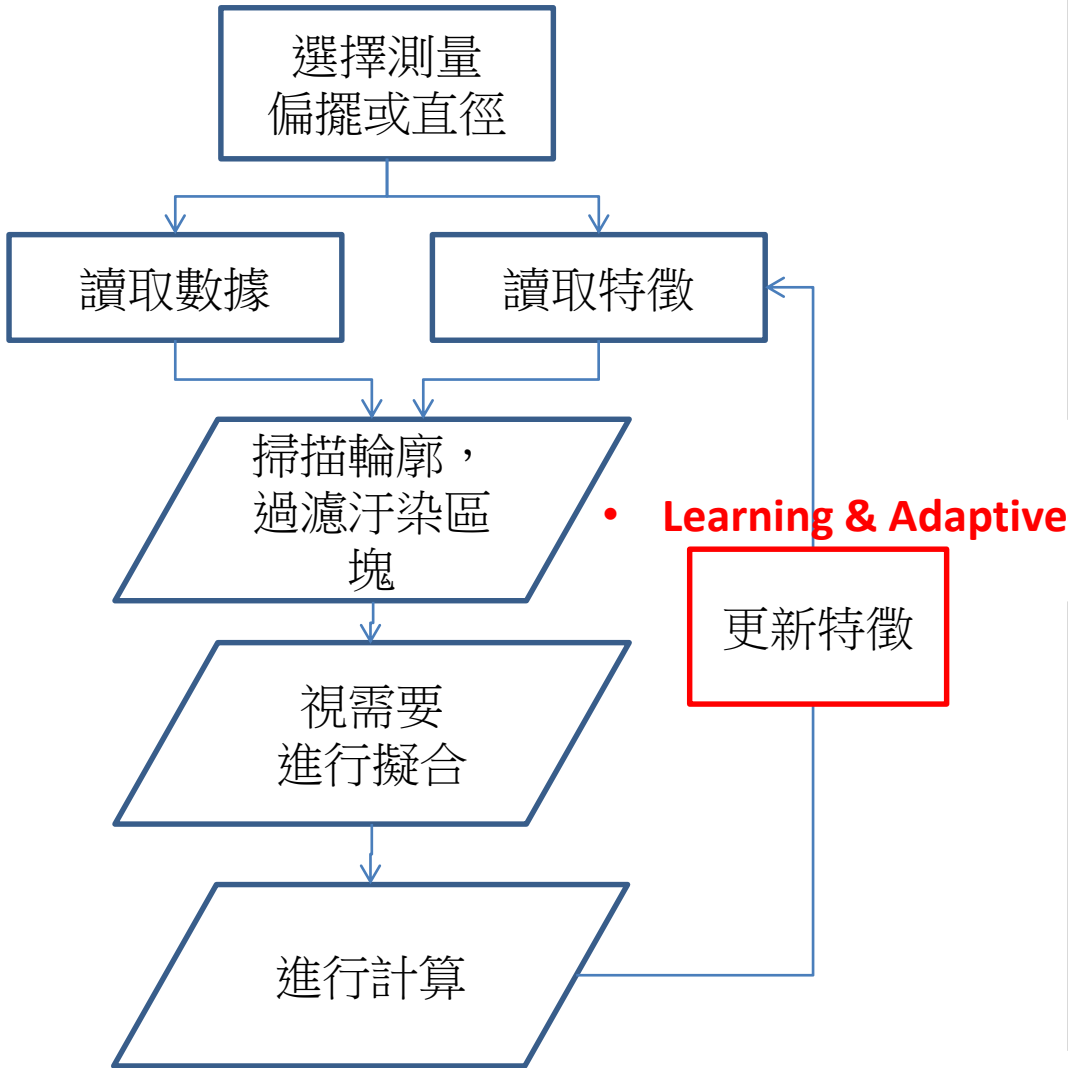 選擇測量
偏擺或直徑
讀取數據
讀取特徵
掃描輪廓，
過濾汙染區
塊
• Learning & Adaptive
更新特徵
視需要
進行擬合
進行計算